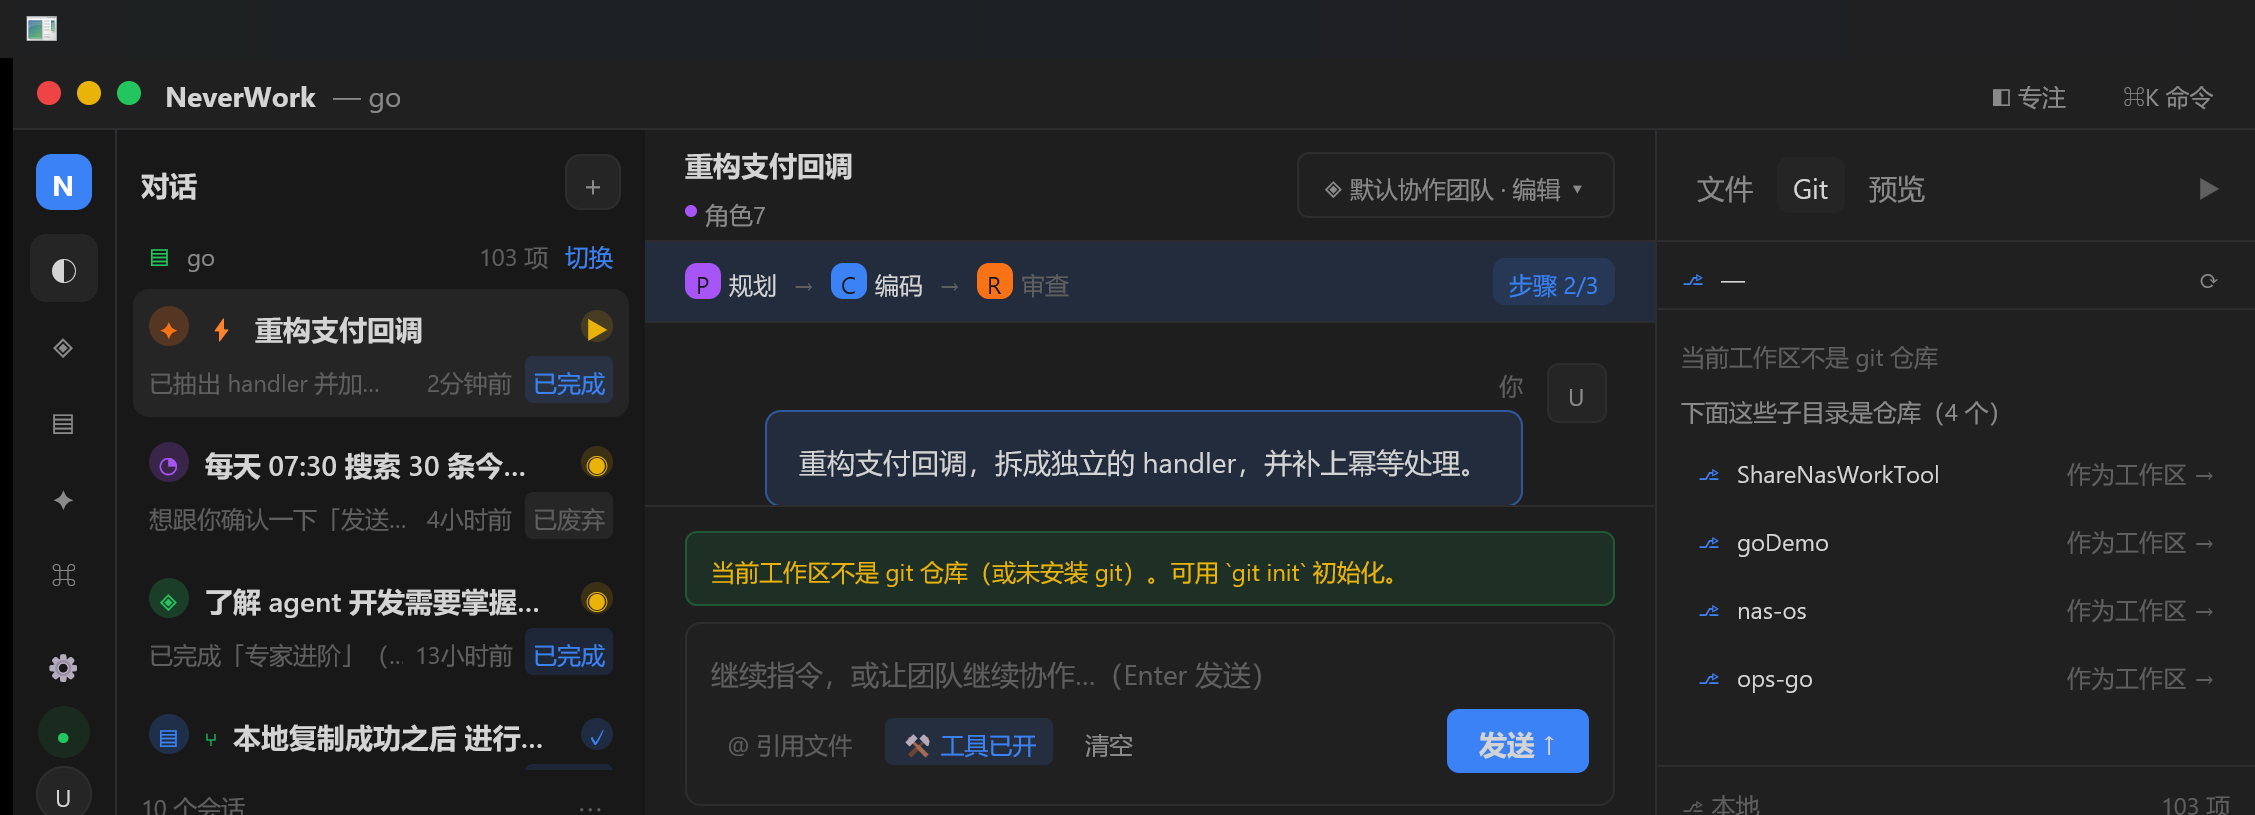 NeverWork — go
专注
⌘K 命令
N
对话
+
go
103 项 切换
重构支付回调
已抽出 handler 并加... 2分钟前 已完成
每天 07:30 搜索 30 条今...
想跟你确认一下「发送... 4小时前 已废弃
了解 agent 开发需要掌握...
已完成「专家进阶」（... 13小时前 已完成
本地复制成功之后 进行...
10 个会话 ...
U
重构支付回调
角色7
默认协作团队 · 编辑 ▾
P 规划 → C 编码 → R 审查
步骤 2/3
你
U
重构支付回调，拆成独立的 handler，并补上幂等处理。
当前工作区不是 git 仓库（或未安装 git）。可用 `git init` 初始化。
继续指令，或让团队继续协作...（Enter 发送）
@ 引用文件 工具已开 清空
发送 ↑
文件 Git 预览
—
当前工作区不是 git 仓库
下面这些子目录是仓库（4 个）
ShareNasWorkTool 作为工作区 →
goDemo 作为工作区 →
nas-os 作为工作区 →
ops-go 作为工作区 →
本地 103 项